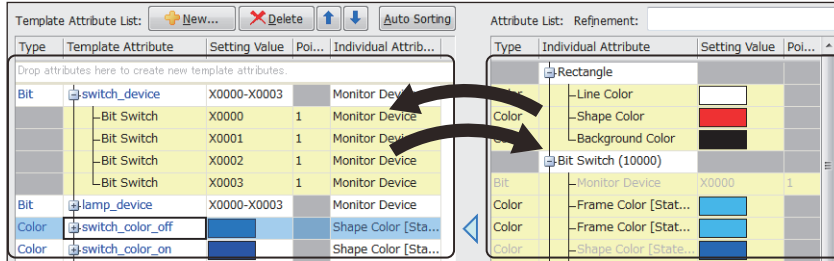 Template Attribute List: New... Delete Auto Sorting
Type Template Attribute Setting Value Poi... Individual Attrib...
Drop attributes here to create new template attributes.
Bit switch_device X0000-X0003 Monitor Device
Bit Switch X0000 1 Monitor Device
Bit Switch X0001 1 Monitor Device
Bit Switch X0002 1 Monitor Device
Bit Switch X0003 1 Monitor Device
Bit lamp_device X0000-X0003 Monitor Device
Color switch_color_off Shape Color [Sta...
Color switch_color_on Shape Color [Sta...
Attribute List: Refinement:
Type Individual Attribute Setting Value Poi...
Rectangle
Color Line Color
Color Shape Color
Background Color
Bit Switch (10000)
Bit Monitor Device X0000 1
Color Frame Color [Stat...
Color Frame Color [Stat...
Color Shape Color [State...